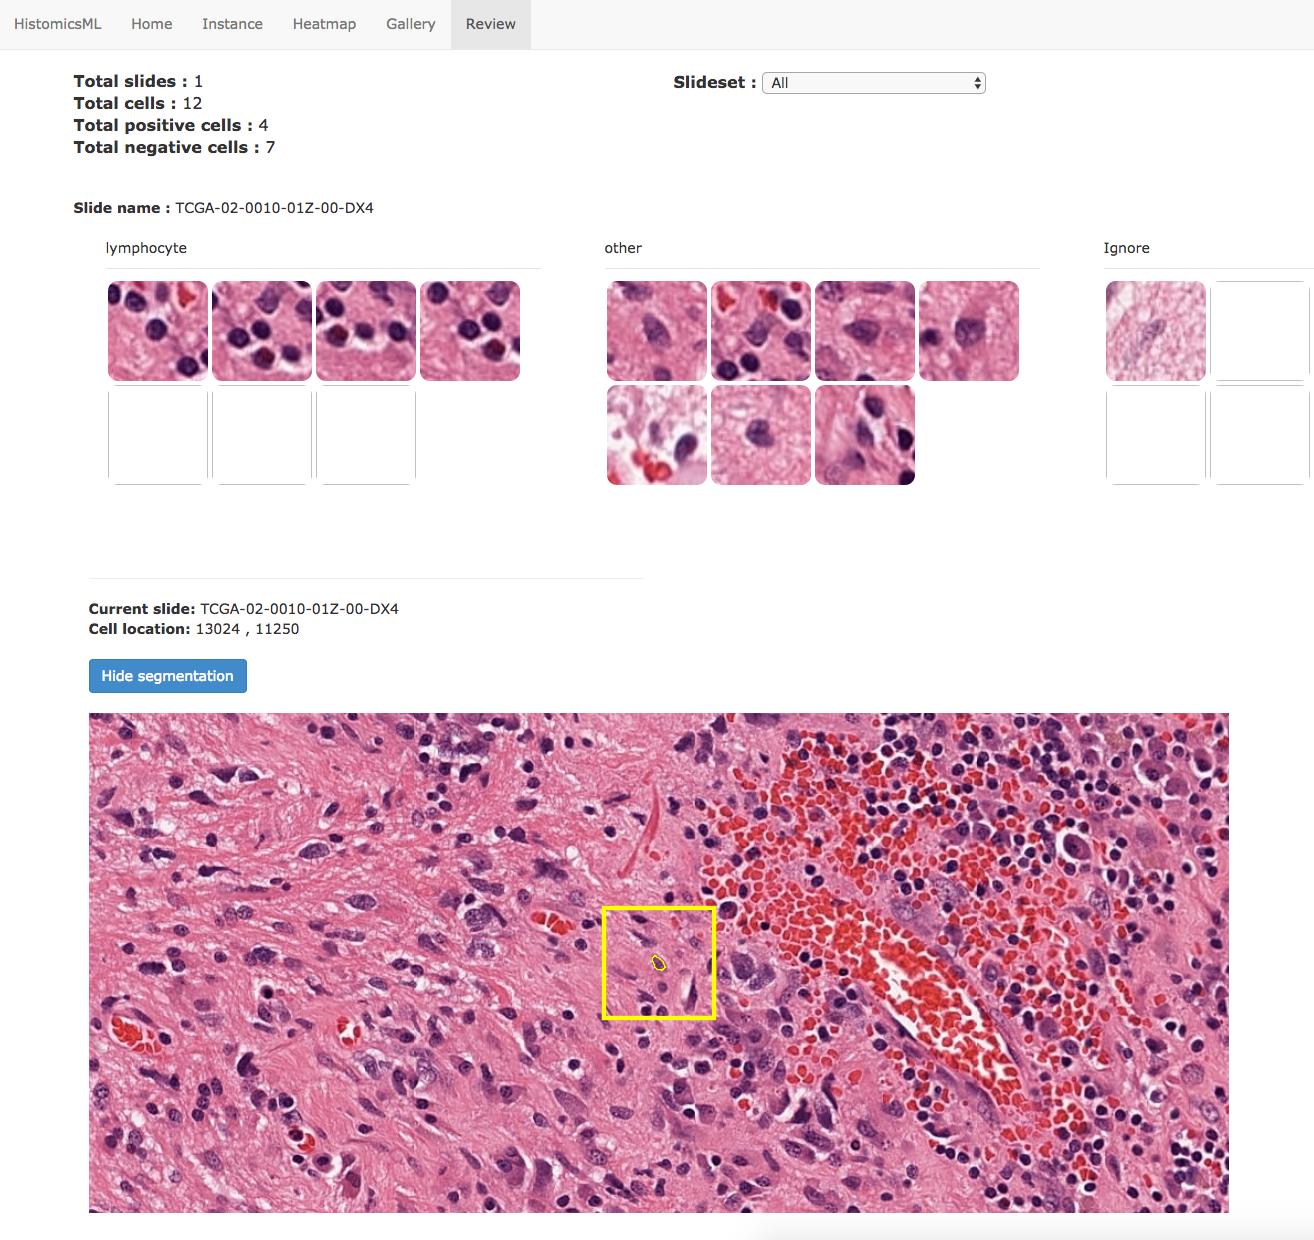 HistomicsML Home Instance Heatmap Gallery Review
Total slides : 1
Slideset : All
Total cells : 12
Total positive cells : 4
Total negative cells : 7
Slide name : TCGA-02-0010-01Z-00-DX4
lymphocyte other Ignore
Current slide: TCGA-02-0010-01Z-00-DX4
Cell location: 13024 , 11250
Hide segmentation